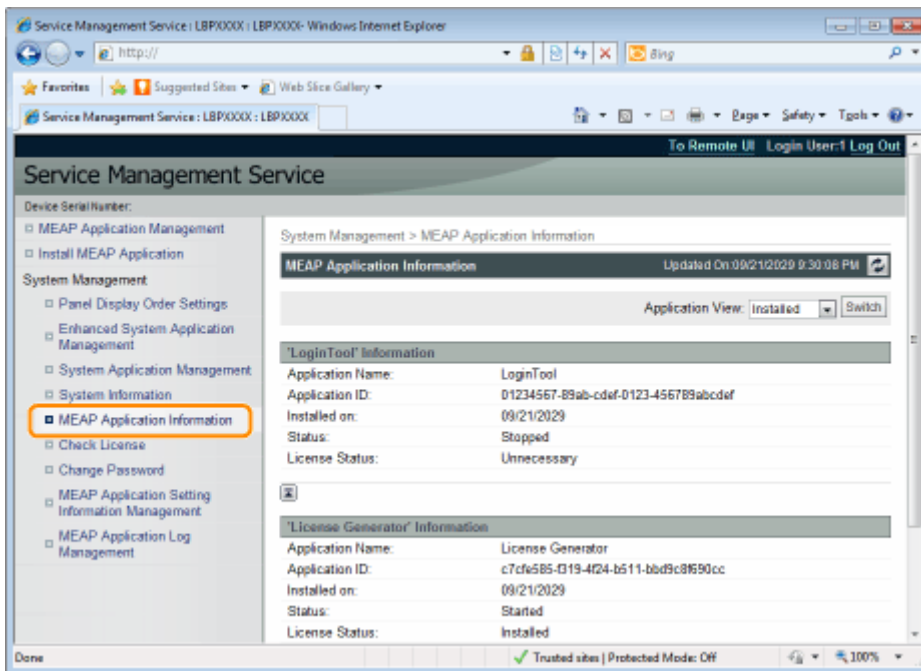 Service Management Service : LBPXXXX : LBPXXXX- Windows Internet Explorer
http://
Bing
Favorites Suggested Sites Web Slice Gallery
Service Management Service : LBPXXXX : LBPXXXX
Page Safety Tools
To Remote UI Login User:1 Log Out
Service Management Service
Device Serial Number:
MEAP Application Management
Install MEAP Application
System Management
Panel Display Order Settings
Enhanced System Application
Management
System Application Management
System Information
MEAP Application Information
Check License
Change Password
MEAP Application Setting
Information Management
MEAP Application Log
Management
System Management > MEAP Application Information
MEAP Application Information Updated On:09/21/2029 9:30:08 PM
Application View: Installed Switch
'LoginTool' Information
Application Name: LoginTool
Application ID: 01234567-89ab-cdef-0123-456789abcdef
Installed on: 09/21/2029
Status: Stopped
License Status: Unnecessary
'License Generator' Information
Application Name: License Generator
Application ID: c7cfe585-f319-4f24-b511-bbd9c8f690cc
Installed on: 09/21/2029
Status: Started
License Status: Installed
Done Trusted sites | Protected Mode: Off 100%